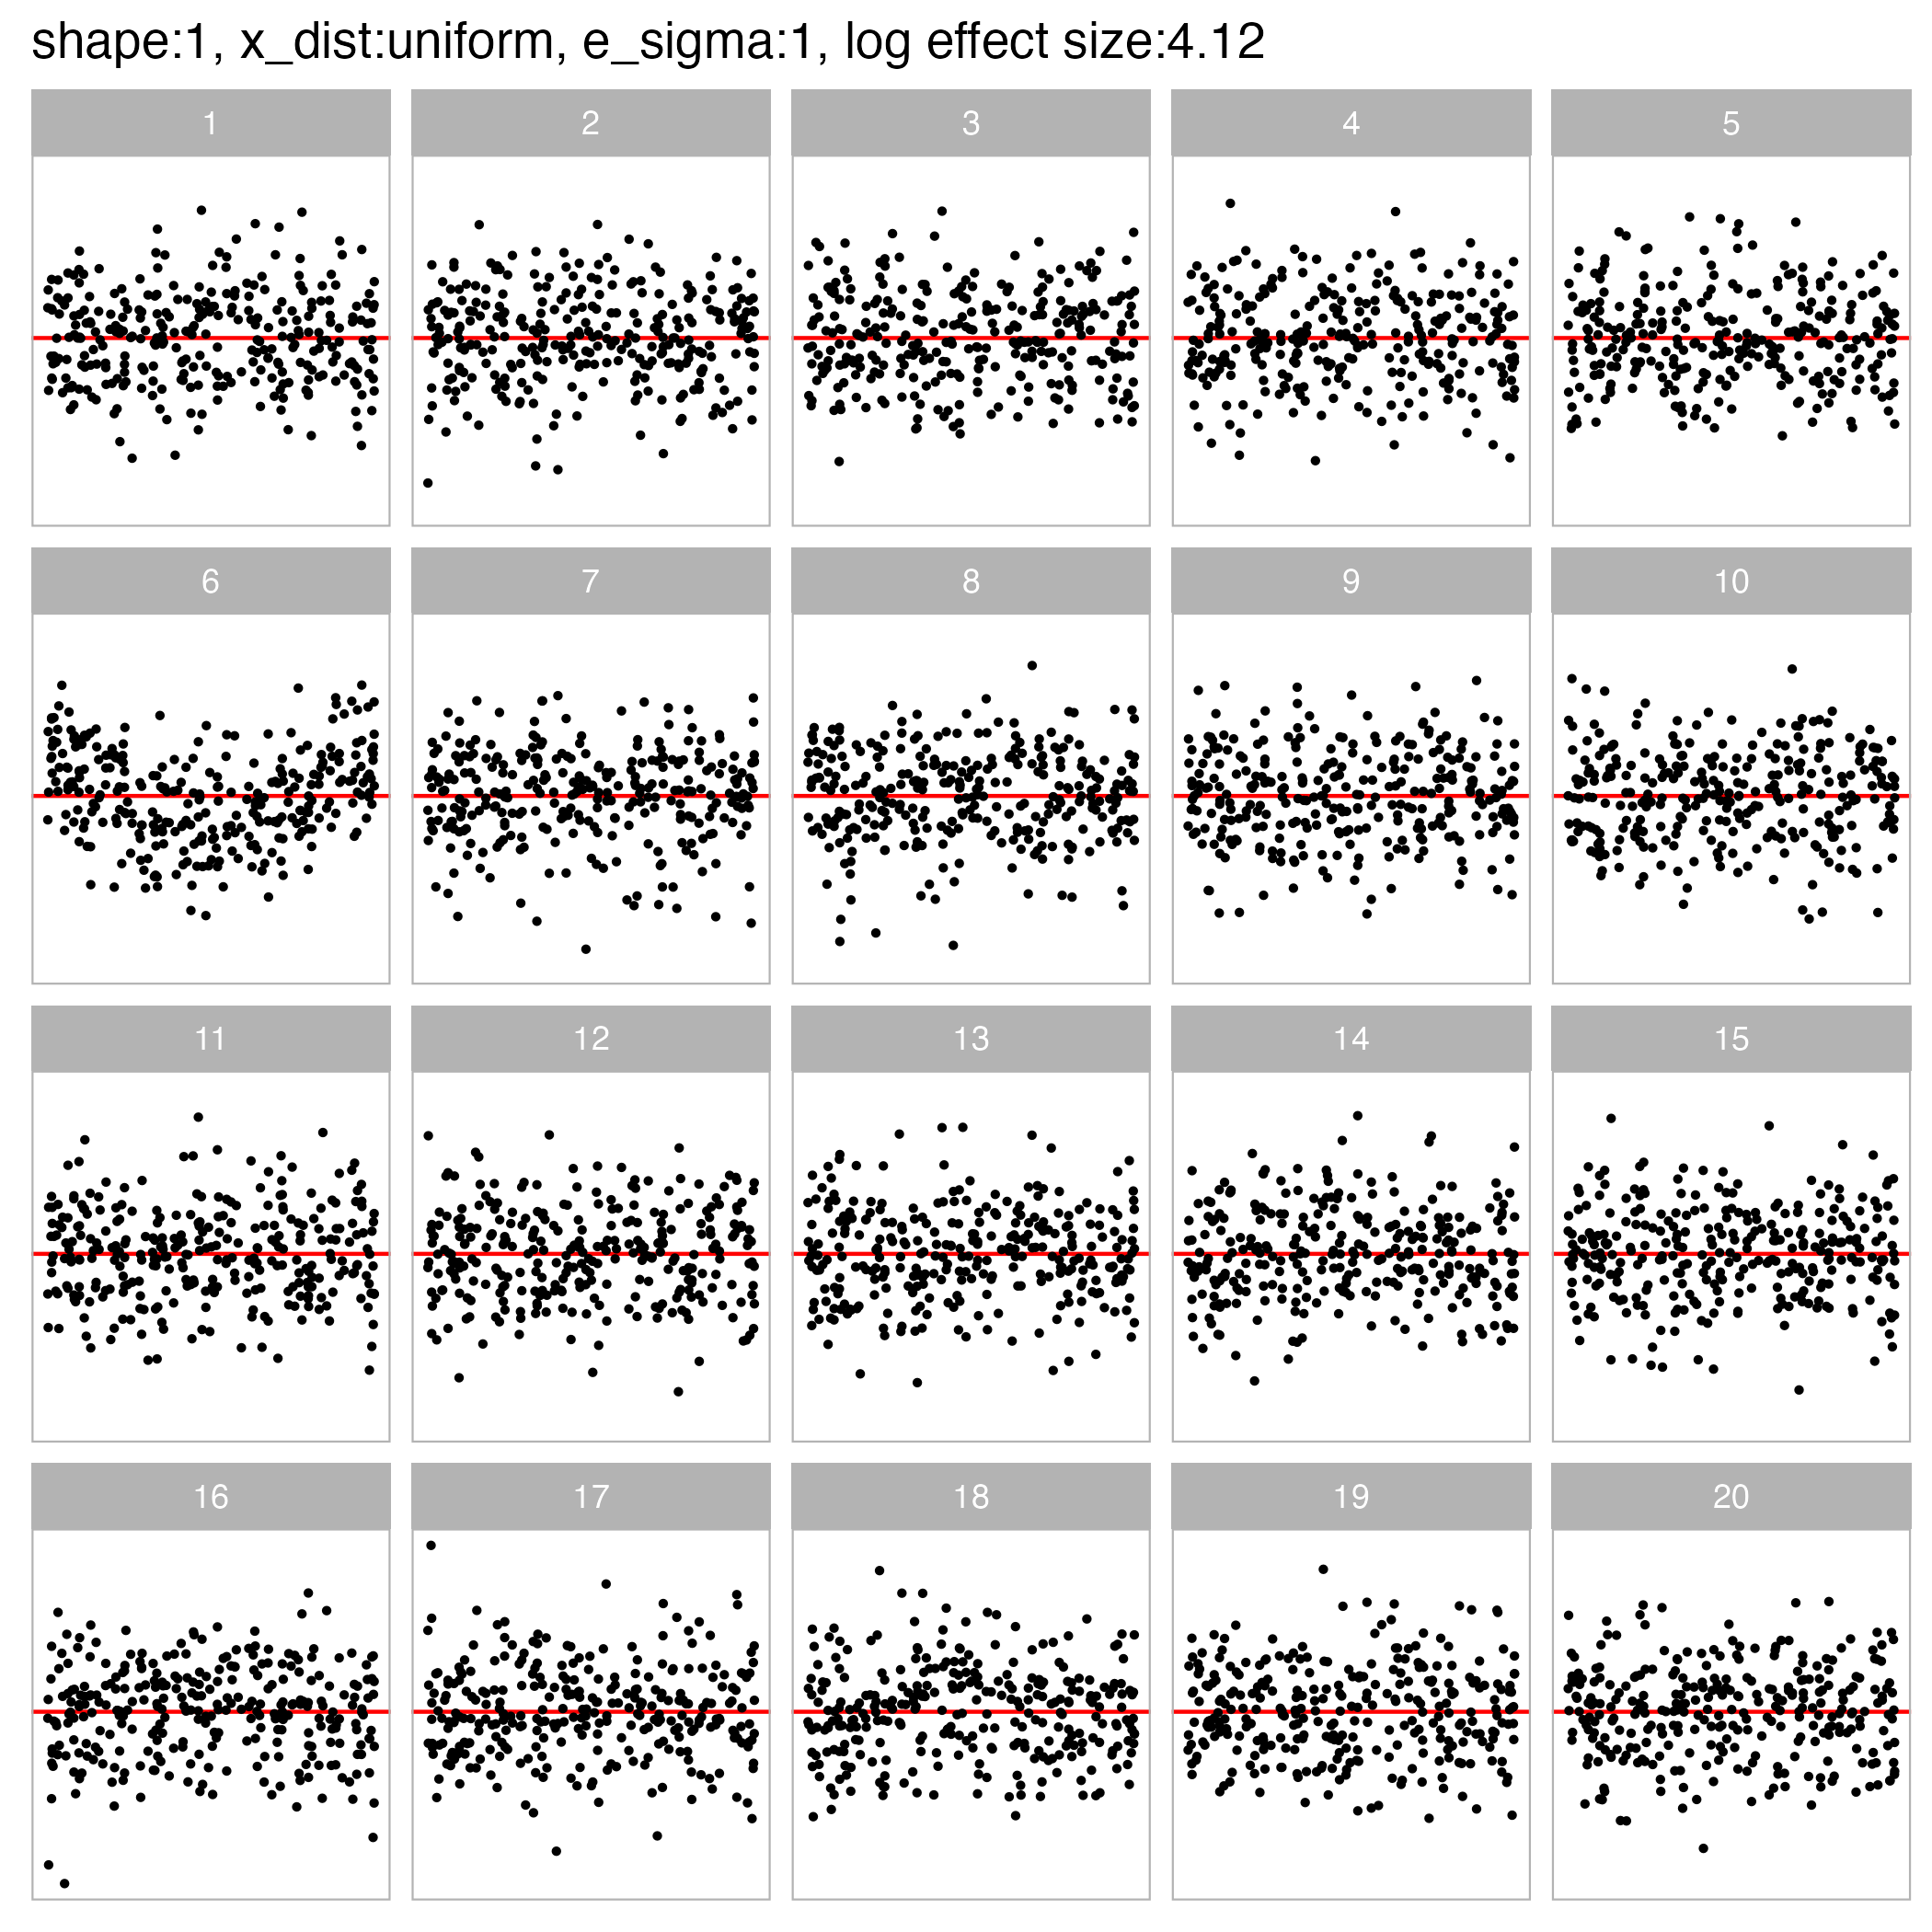 shape:1, x_dist:uniform, e_sigma:1, log effect size:4.12
1 2 3 4 5
6 7 8 9 10
11 12 13 14 15
16 17 18 19 20